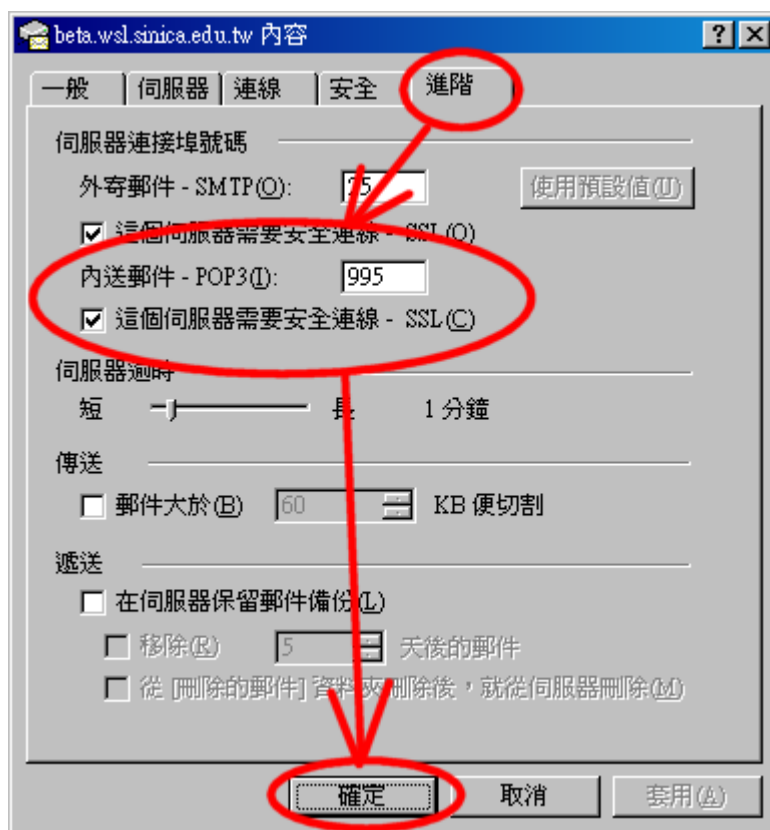 beta.wsl.sinica.edu.tw 內容
一般 伺服器 連線 安全 進階
伺服器連接埠號碼
外寄郵件 - SMTP(O): 25 使用預設值(U)
這個伺服器需要安全連線 - SSL(Q)
內送郵件 - POP3(I): 995
這個伺服器需要安全連線 - SSL(C)
伺服器逾時
短 長 1 分鐘
傳送
郵件大於(B) 60 KB 便切割
遞送
在伺服器保留郵件備份(L)
移除(R) 5 天後的郵件
從 [刪除的郵件] 資料夾刪除後，就從伺服器刪除(M)
確定 取消 套用(A)